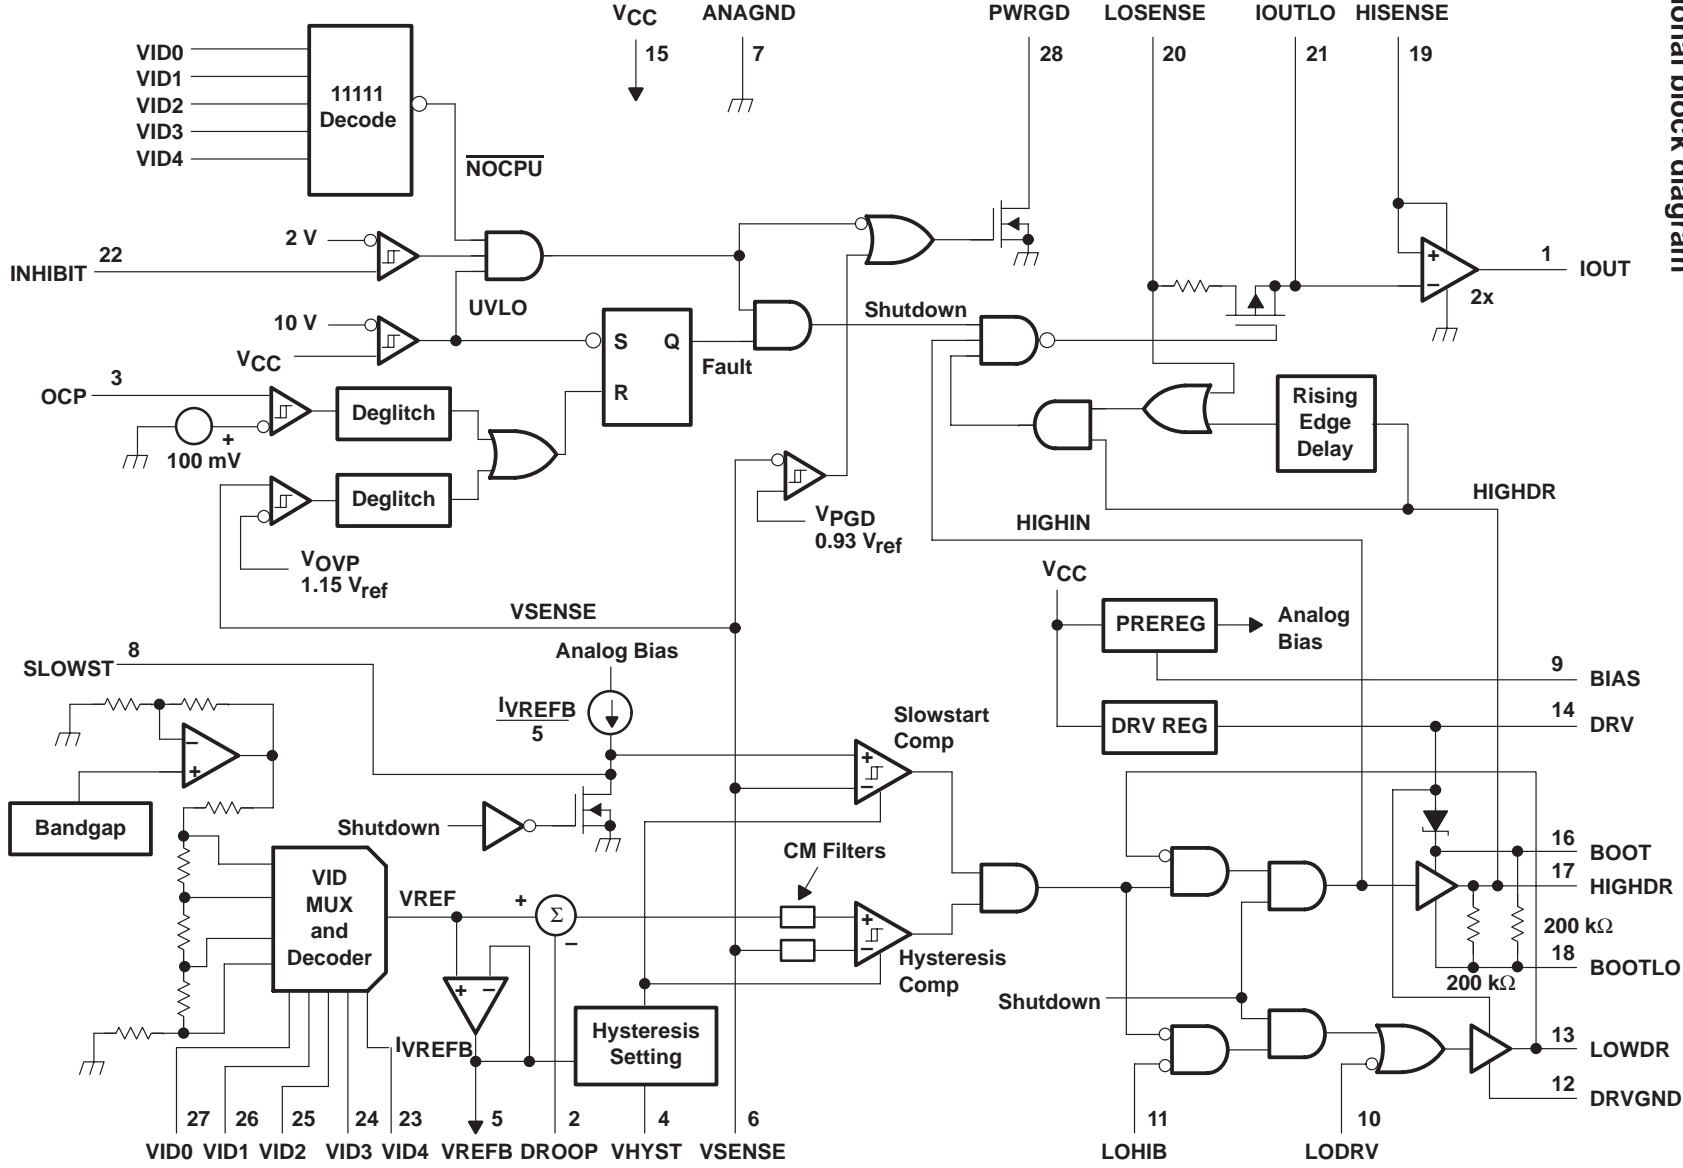 VCC ANAGND PWRGD LOSENSE IOUTLO HISENSE
15 7 28 20 21 19
VID0
VID1
VID2
VID3
VID4
11111
Decode
NOCPU
2 V
22
INHIBIT
UVLO
10 V
VCC
3
OCP
Deglitch
+
100 mV
Deglitch
VOVP
1.15 Vref
S Q
R
Fault
Shutdown
VPGD
0.93 Vref
+
−
2x
1
IOUT
Rising
Edge
Delay
HIGHDR
HIGHIN
VSENSE
VCC
PREREG
Analog
Bias
9
BIAS
14
DRV
DRV REG
8
SLOWST
Analog Bias
IVREFB
5
Slowstart
Comp
+
−
−
+
Bandgap
Shutdown
CM Filters
VID
MUX
and
Decoder
VREF
+
Σ
−
+
−
Hysteresis
Comp
+ −
IVREFB
Hysteresis
Setting
Shutdown
16
BOOT
17
HIGHDR
200 kΩ
18
BOOTLO
200 kΩ
13
LOWDR
12
DRVGND
27 26 25 24 23 5 2 4 6 11 10
VID0 VID1 VID2 VID3 VID4 VREFB DROOP VHYST VSENSE LOHIB LODRV
ional block diagram